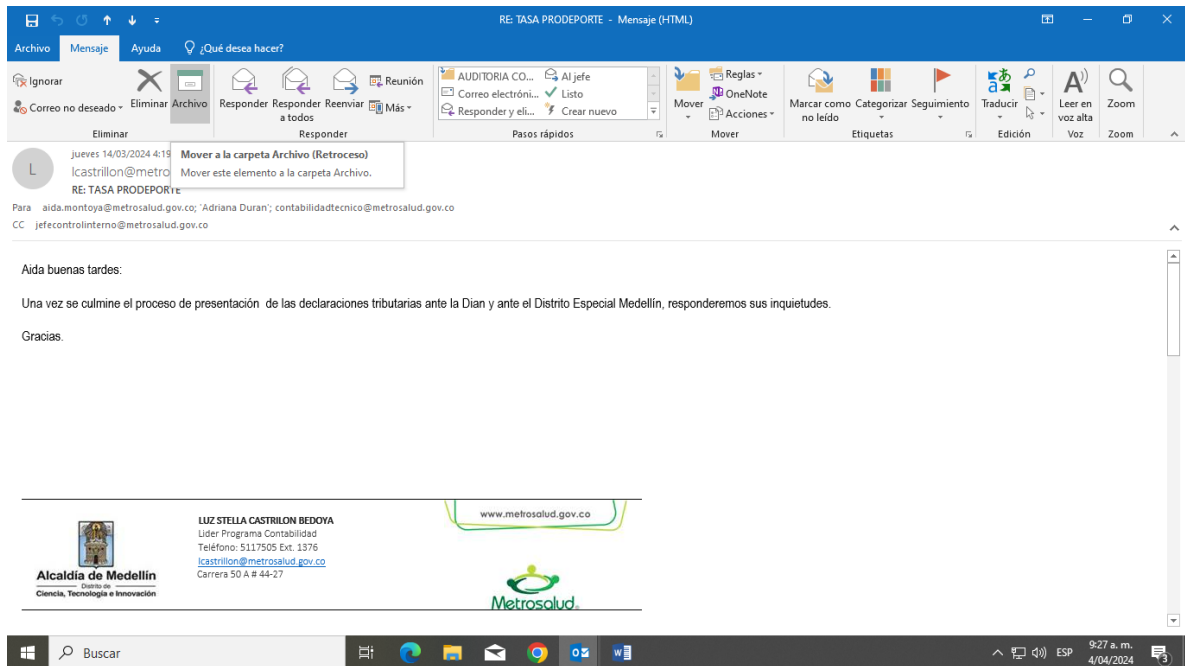 RE: TASA PRODEPORTE - Mensaje (HTML)
Archivo Mensaje Ayuda ¿Qué desea hacer?
Ignorar
Correo no deseado
Eliminar
Archivo
Eliminar
Responder
Responder a todos
Reenviar
Reunión
Más
Responder
AUDITORIA CO...
Correo electróni...
Responder y eli...
Al jefe
Listo
Crear nuevo
Pasos rápidos
Mover
Reglas
OneNote
Acciones
Mover
Marcar como no leído
Categorizar
Seguimiento
Etiquetas
Traducir
Edición
Leer en voz alta
Voz
Zoom
Zoom
Mover a la carpeta Archivo (Retroceso)
Mover este elemento a la carpeta Archivo.
L
jueves 14/03/2024 4:19
lcastrillon@metro
RE: TASA PRODEPORTE
Para aida.montoya@metrosalud.gov.co; 'Adriana Duran'; contabilidadtecnico@metrosalud.gov.co
CC jefecontrolinterno@metrosalud.gov.co
Aida buenas tardes:
Una vez se culmine el proceso de presentación de las declaraciones tributarias ante la Dian y ante el Distrito Especial Medellín, responderemos sus inquietudes.
Gracias.
Alcaldía de Medellín
Distrito de
Ciencia, Tecnología e Innovación
LUZ STELLA CASTRILON BEDOYA
Lider Programa Contabilidad
Teléfono: 5117505 Ext. 1376
lcastrillon@metrosalud.gov.co
Carrera 50 A # 44-27
www.metrosalud.gov.co
Metrosalud
Buscar
ESP
9:27 a. m.
4/04/2024
3